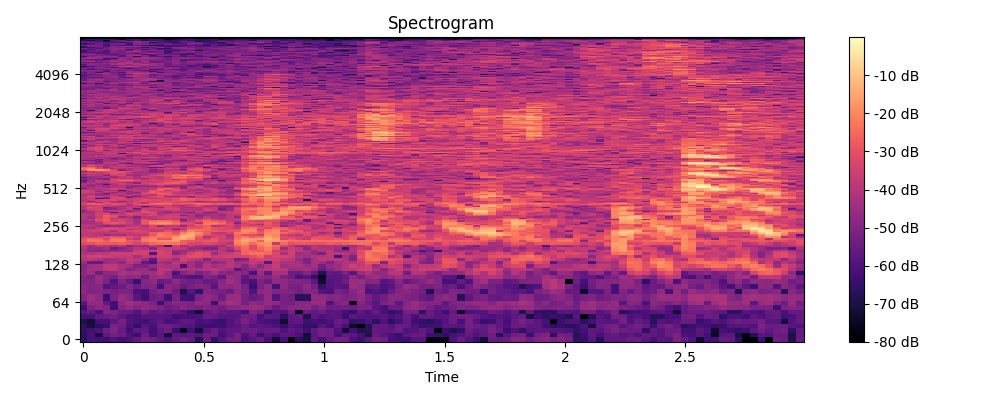 Spectrogram
Hz
4096
2048
1024
512
256
128
64
0
0
0.5
1
1.5
2
2.5
Time
-10 dB
-20 dB
-30 dB
-40 dB
-50 dB
-60 dB
-70 dB
-80 dB